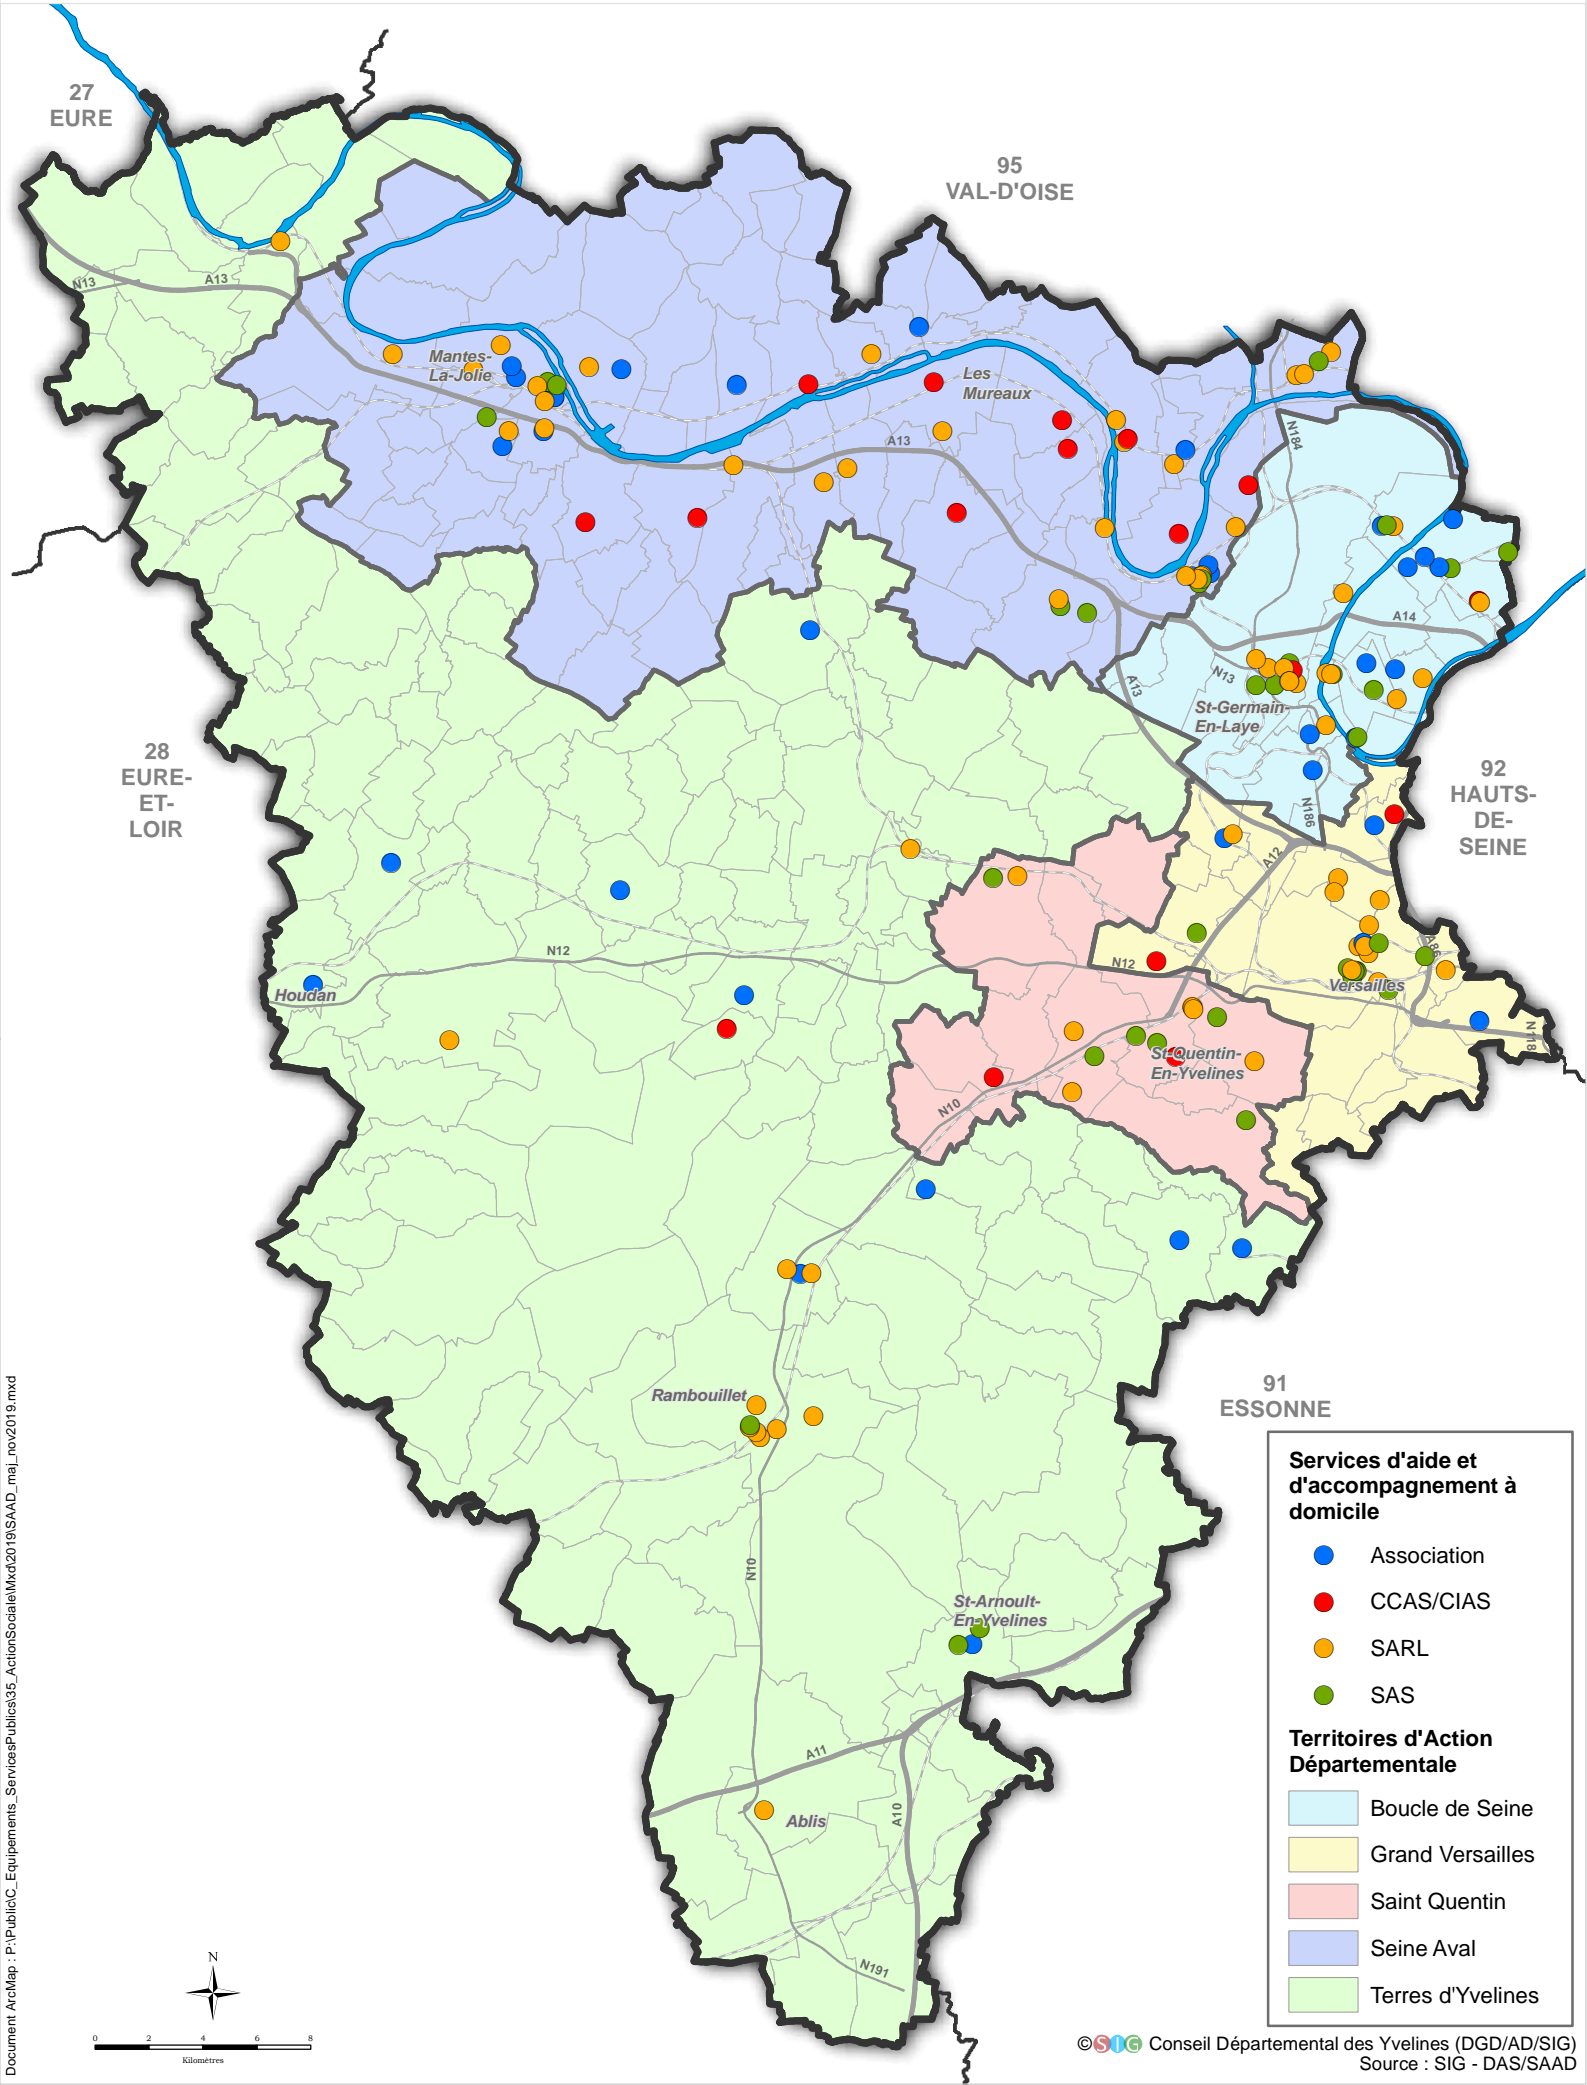 27
EURE
95
VAL-D'OISE
N13
A13
Mantes-
La-Jolie
Les
Mureaux
A13
N184
A14
N13
A13
St-Germain-
En-Laye
28
EURE-
ET-
LOIR
92
HAUTS-
DE-
SEINE
N186
A12
N12
N12
A86
Versailles
Houdan
N118
St-Quentin-
En-Yvelines
N10
Rambouillet
91
ESSONNE
N10
St-Arnoult-
En-Yvelines
A11
A10
Ablis
N191
Services d'aide et
d'accompagnement à
domicile
Association
CCAS/CIAS
SARL
SAS
Territoires d'Action
Départementale
Boucle de Seine
Grand Versailles
Saint Quentin
Seine Aval
Terres d'Yvelines
N
0 2 4 6 8
Kilomètres
©SIG Conseil Départemental des Yvelines (DGD/AD/SIG)
Source : SIG - DAS/SAAD
Document ArcMap : P:\Public\C_Equipements_ServicesPublics\35_ActionSociale\Mxd\2019\SAAD_maj_nov2019.mxd